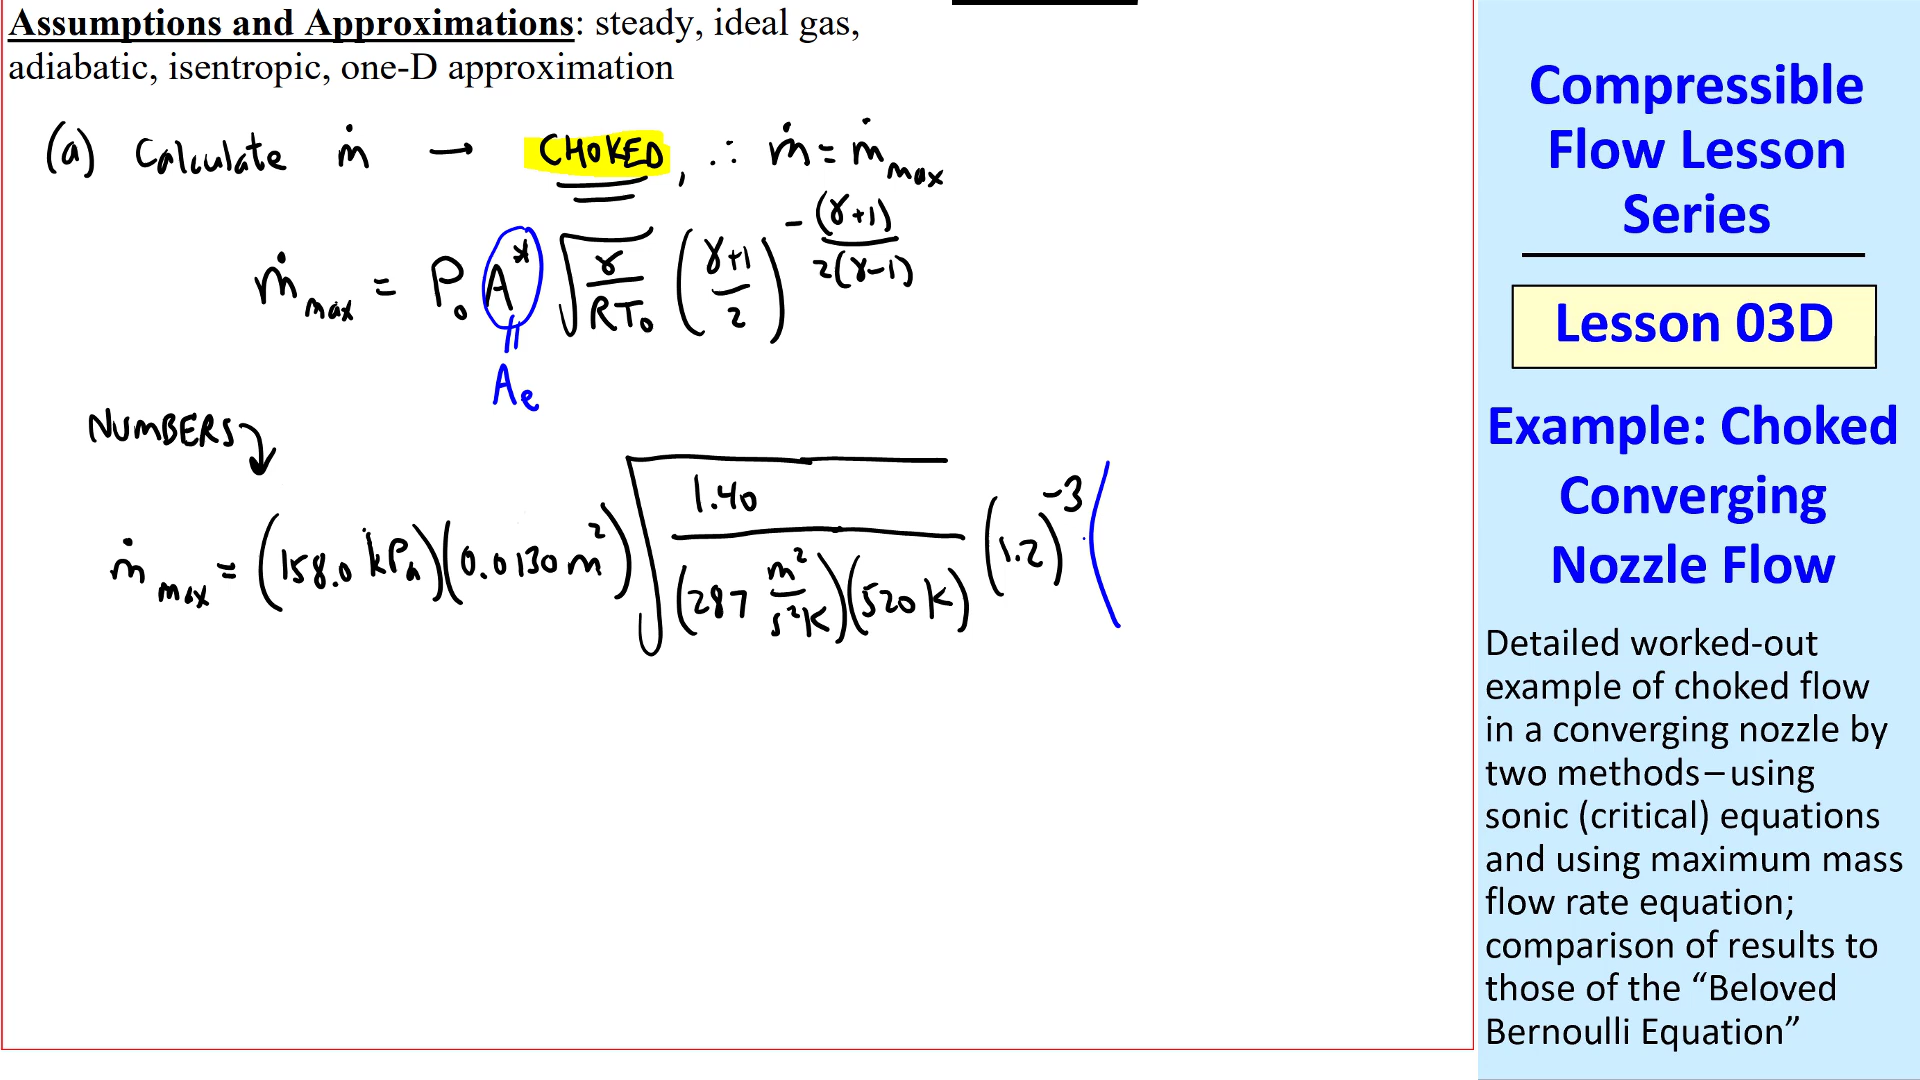 Assumptions and Approximations: steady, ideal gas,
adiabatic, isentropic, one-D approximation
(a) Calculate ṁ → CHOKED, ∴ ṁ = ṁ_max
ṁ_max = P₀ A* √(γ/(RT₀)) ((γ+1)/2)^(-(γ+1)/(2(γ-1)))
A_e
NUMBERS
ṁ_max = (158.0 kPa)(0.0130 m²) √(1.40/((287 m²/s²K)(520 K))) (1.2)^-3 (
Compressible
Flow Lesson
Series
Lesson 03D
Example: Choked
Converging
Nozzle Flow
Detailed worked-out
example of choked flow
in a converging nozzle by
two methods–using
sonic (critical) equations
and using maximum mass
flow rate equation;
comparison of results to
those of the “Beloved
Bernoulli Equation”